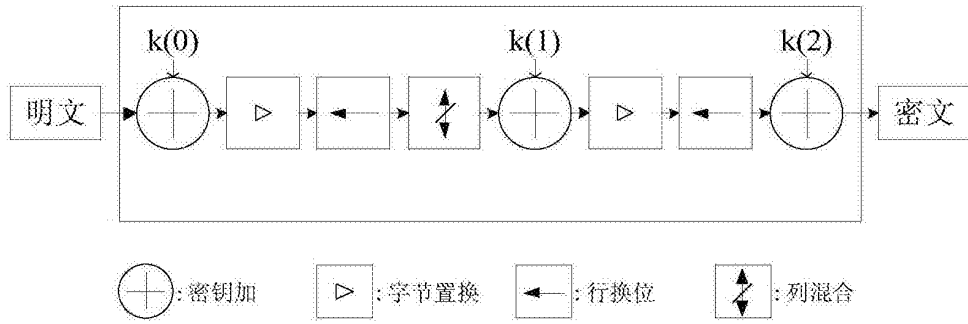 k(0) k(1) k(2)
明文 密文
:密钥加 :字节置换 :行换位 :列混合